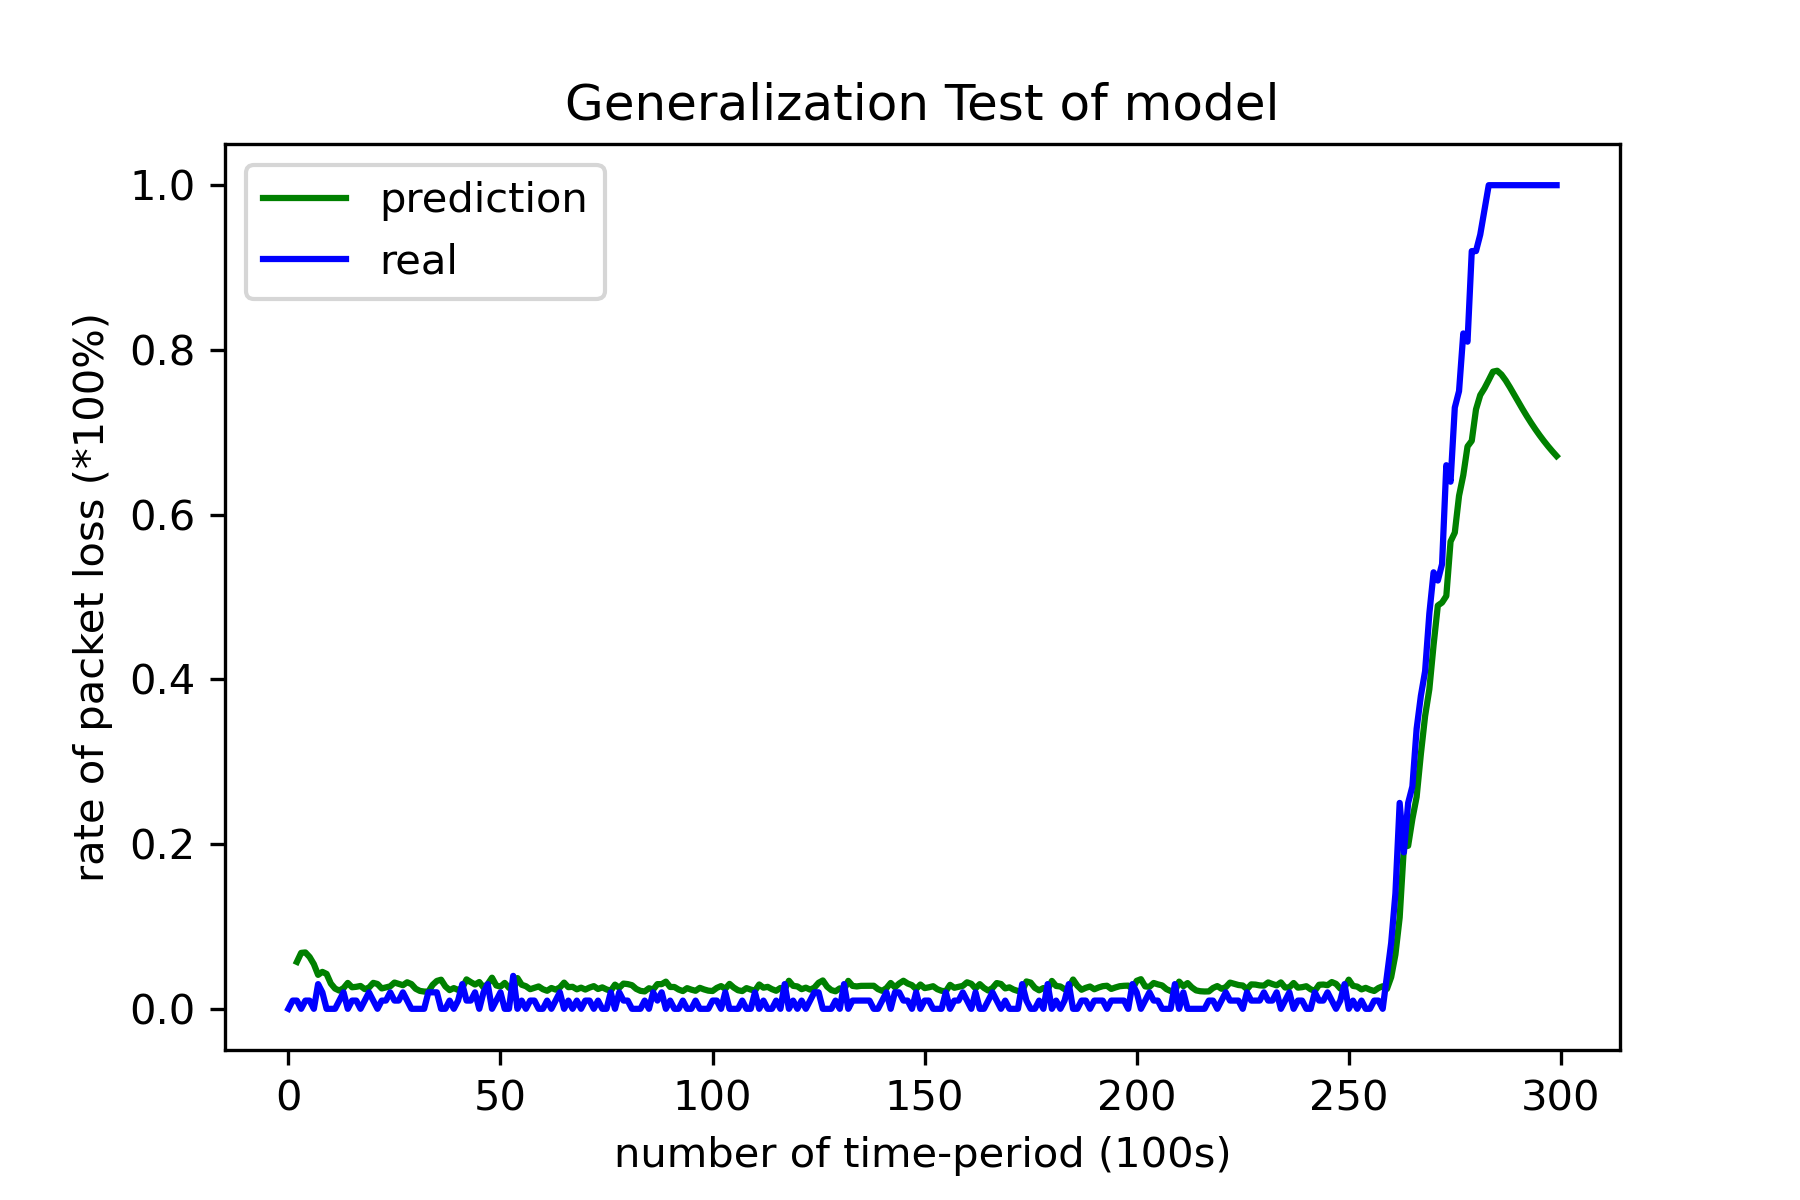 Generalization Test of model
prediction
real
1.0
0.8
0.6
0.4
0.2
0.0
rate of packet loss (*100%)
0 50 100 150 200 250 300
number of time-period (100s)